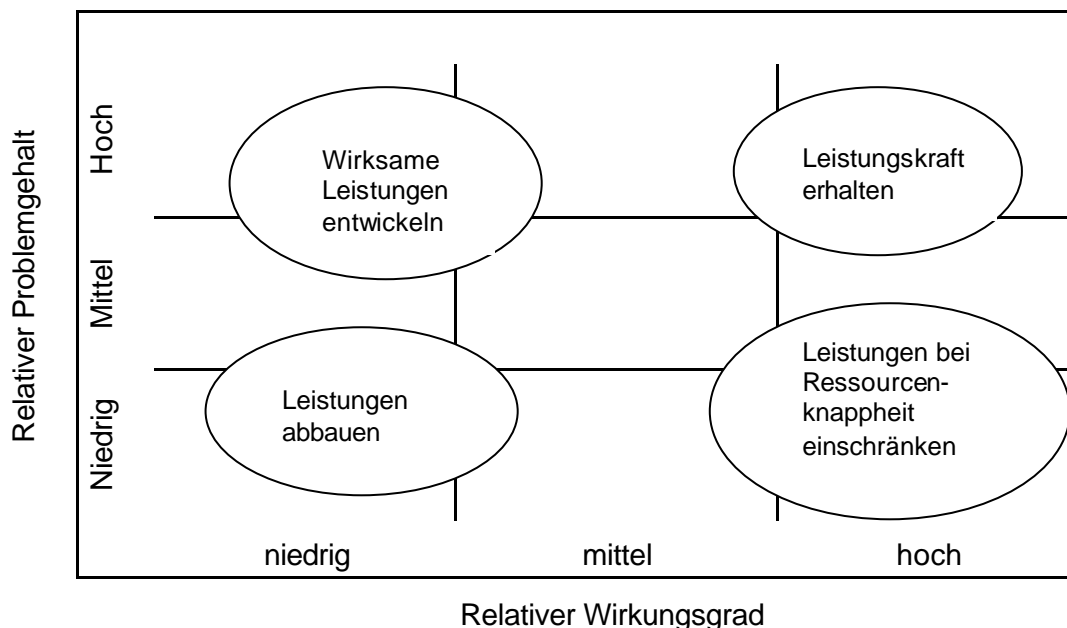 Relativer Problemgehalt
Hoch
Mittel
Niedrig
Wirksame
Leistungen
entwickeln
Leistungskraft
erhalten
Leistungen
abbauen
Leistungen bei
Ressourcen-
knappheit
einschränken
niedrig
mittel
hoch
Relativer Wirkungsgrad